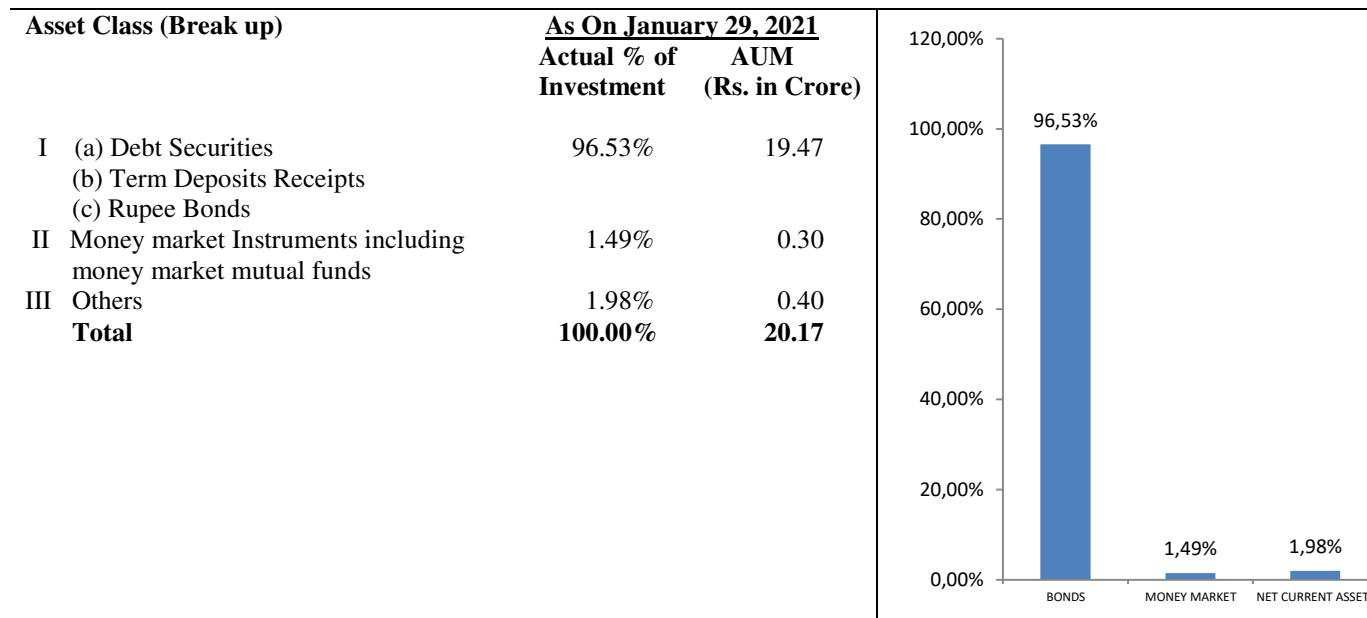 Asset Class (Break up) As On January 29, 2021
Actual % of AUM
Investment (Rs. in Crore)
I (a) Debt Securities 96.53% 19.47
(b) Term Deposits Receipts
(c) Rupee Bonds
II Money market Instruments including 1.49% 0.30
money market mutual funds
III Others 1.98% 0.40
Total 100.00% 20.17
120,00%
100,00%
80,00%
60,00%
40,00%
20,00%
0,00%
96,53%
1,49%
1,98%
BONDS MONEY MARKET NET CURRENT ASSET